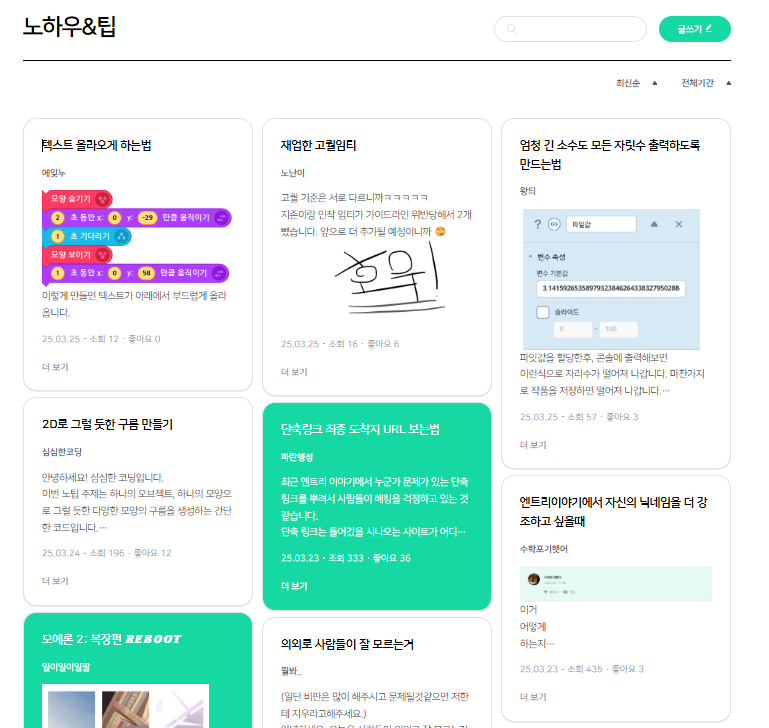 노하우&팁
글쓰기
최신순
전체기간
텍스트 올라오게 하는법
에잊누
모양 숨기기
2 초 동안 x: 0 y: -29 만큼 움직이기
1 초 기다리기
모양 보이기
1 초 동안 x: 0 y: 58 만큼 움직이기
이렇게 만들면 텍스트가 아래에서 부드럽게 올라
옵니다.
25.03.25 · 조회 12 · 좋아요 0
더 보기
2D로 그럴 듯한 구름 만들기
심심한코딩
안녕하세요! 심심한 코딩입니다.
이번 노팁 주제는 하나의 오브젝트, 하나의 모양으
로 그럴 듯한 다양한 모양의 구름을 생성하는 간단
한 코드입니다.…
25.03.24 · 조회 196 · 좋아요 12
더 보기
모에론 2: 복장편 REBOOT
일이일이일팔
재업한 고퀄임티
노난이
고퀄 기준은 서로 다르니까ㅋㅋㅋㅋㅋ
지존이랑 인작 임티가 가이드라인 위반당해서 2개
뺐습니다. 앞으로 더 추가될 예정이니까
25.03.25 · 조회 16 · 좋아요 6
더 보기
단축링크 최종 도착지 URL 보는법
파란행성
최근 엔트리 이야기에서 누군가 문제가 있는 단축
링크를 뿌려서 사람들이 해킹을 걱정하고 있는 것
같습니다.
단축 링크는 들어갔을 시나오는 사이트가 어디…
25.03.23 · 조회 333 · 좋아요 36
더 보기
의외로 사람들이 잘 모르는거
뭘봐_
(일단 비판은 많이 해주시고 문제될것같으면 저한
테 지우라고해주세요.)
엄청 긴 소수도 모든 자릿수 출력하도록
만드는법
왕틔
? 파잇값
변수 속성
변수 기본값
3.14159265358979323846264338327950288
슬라이드
0 ~ 100
파잇값을 할당한후, 콘솔에 출력해보면
이런식으로 자리수가 떨어져 나갑니다. 마찬가지
로 작품을 저장하면 떨어져 나갑니다.…
25.03.25 · 조회 57 · 좋아요 3
더 보기
엔트리이야기에서 자신의 닉네임을 더 강
조하고 싶을때
수학포기햇어
이거
어떻게
하는지…
25.03.23 · 조회 435 · 좋아요 3
더 보기